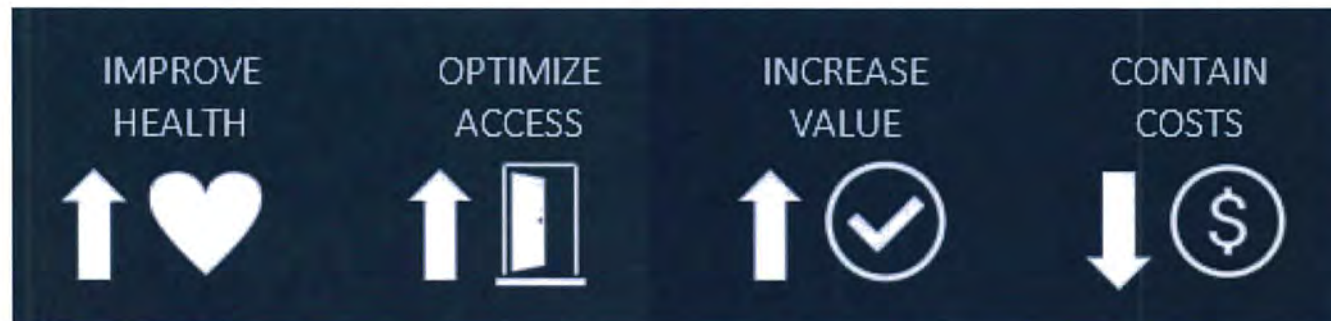 IMPROVE
HEALTH
OPTIMIZE
ACCESS
INCREASE
VALUE
CONTAIN
COSTS
$